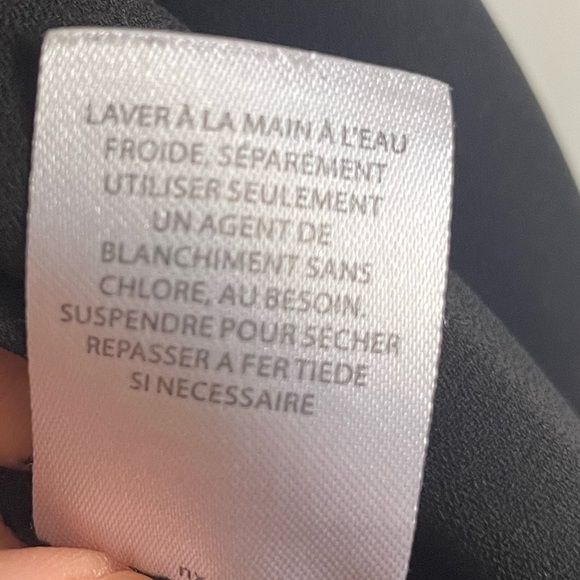 LAVER À LA MAIN À L'EAU
FROIDE, SÉPARÉMENT
UTILISER SEULEMENT
UN AGENT DE
BLANCHIMENT SANS
CHLORE, AU BESOIN.
SUSPENDRE POUR SÉCHER
REPASSER A FER TIEDE
SI NECESSAIRE